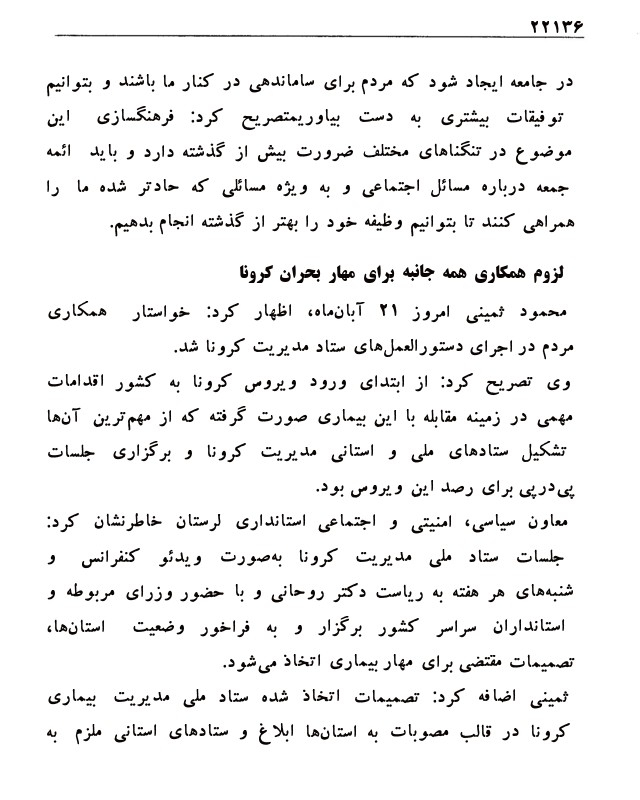 ۲۲۱۳۶
در جامعه ایجاد شود که مردم برای ساماندهی در کنار ما باشند و بتوانیم
توفیقات بیشتری به دست بیاوریمتصریح کرد: فرهنگسازی این
موضوع در تنگناهای مختلف ضرورت بیش از گذشته دارد و باید ائمه
جمعه درباره مسائل اجتماعی و به ویژه مسائلی که حادتر شده ما را
همراهی کنند تا بتوانیم وظیفه خود را بهتر از گذشته انجام بدهیم.
لزوم همکاری همه جانبه برای مهار بحران کرونا
محمود ثمینی امروز ۲۱ آبان‌ماه، اظهار کرد: خواستار همکاری
مردم در اجرای دستورالعمل‌های ستاد مدیریت کرونا شد.
وی تصریح کرد: از ابتدای ورود ویروس کرونا به کشور اقدامات
مهمی در زمینه مقابله با این بیماری صورت گرفته که از مهم‌ترین آن‌ها
تشکیل ستادهای ملی و استانی مدیریت کرونا و برگزاری جلسات
پی‌درپی برای رصد این ویروس بود.
معاون سیاسی، امنیتی و اجتماعی استانداری لرستان خاطرنشان کرد:
جلسات ستاد ملی مدیریت کرونا به‌صورت ویدئو کنفرانس و
شنبه‌های هر هفته به ریاست دکتر روحانی و با حضور وزرای مربوطه و
استانداران سراسر کشور برگزار و به فراخور وضعیت استان‌ها،
تصمیمات مقتضی برای مهار بیماری اتخاذ می‌شود.
ثمینی اضافه کرد: تصمیمات اتخاذ شده ستاد ملی مدیریت بیماری
کرونا در قالب مصوبات به استان‌ها ابلاغ و ستادهای استانی ملزم به